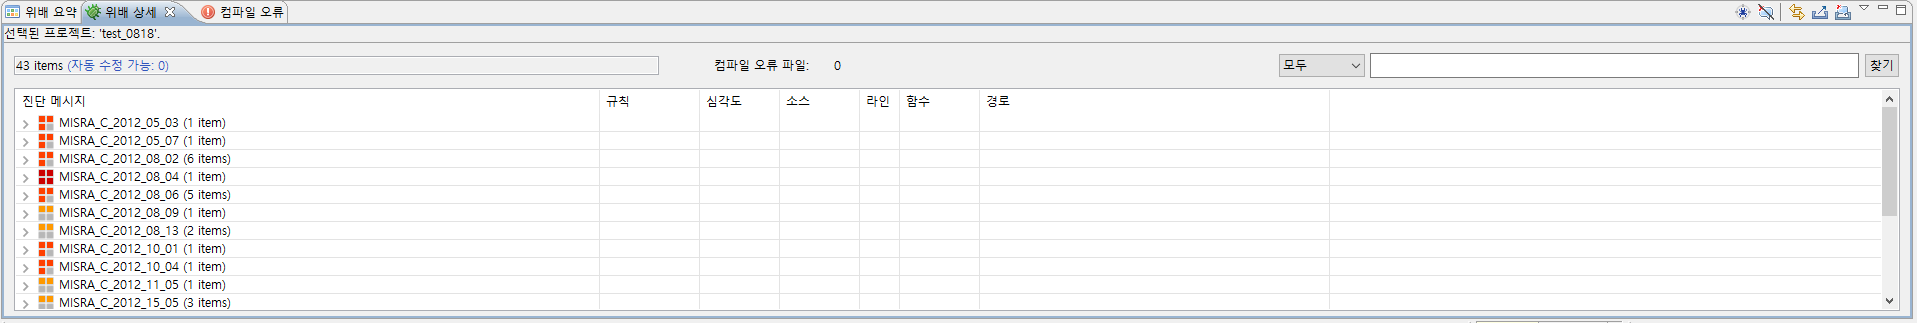 위배 요약 위배 상세 컴파일 오류
선택된 프로젝트: 'test_0818'.
43 items (자동 수정 가능: 0) 컴파일 오류 파일: 0 모두 찾기
진단 메시지 규칙 심각도 소스 라인 함수 경로
MISRA_C_2012_05_03 (1 item)
MISRA_C_2012_05_07 (1 item)
MISRA_C_2012_08_02 (6 items)
MISRA_C_2012_08_04 (1 item)
MISRA_C_2012_08_06 (5 items)
MISRA_C_2012_08_09 (1 item)
MISRA_C_2012_08_13 (2 items)
MISRA_C_2012_10_01 (1 item)
MISRA_C_2012_10_04 (1 item)
MISRA_C_2012_11_05 (1 item)
MISRA_C_2012_15_05 (3 items)